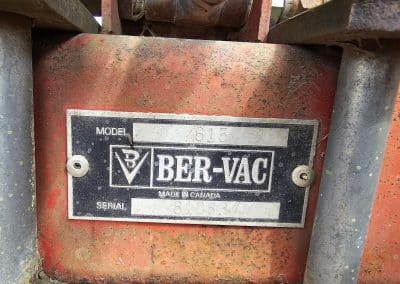 MODEL 615
BV BER-VAC
MADE IN CANADA
SERIAL